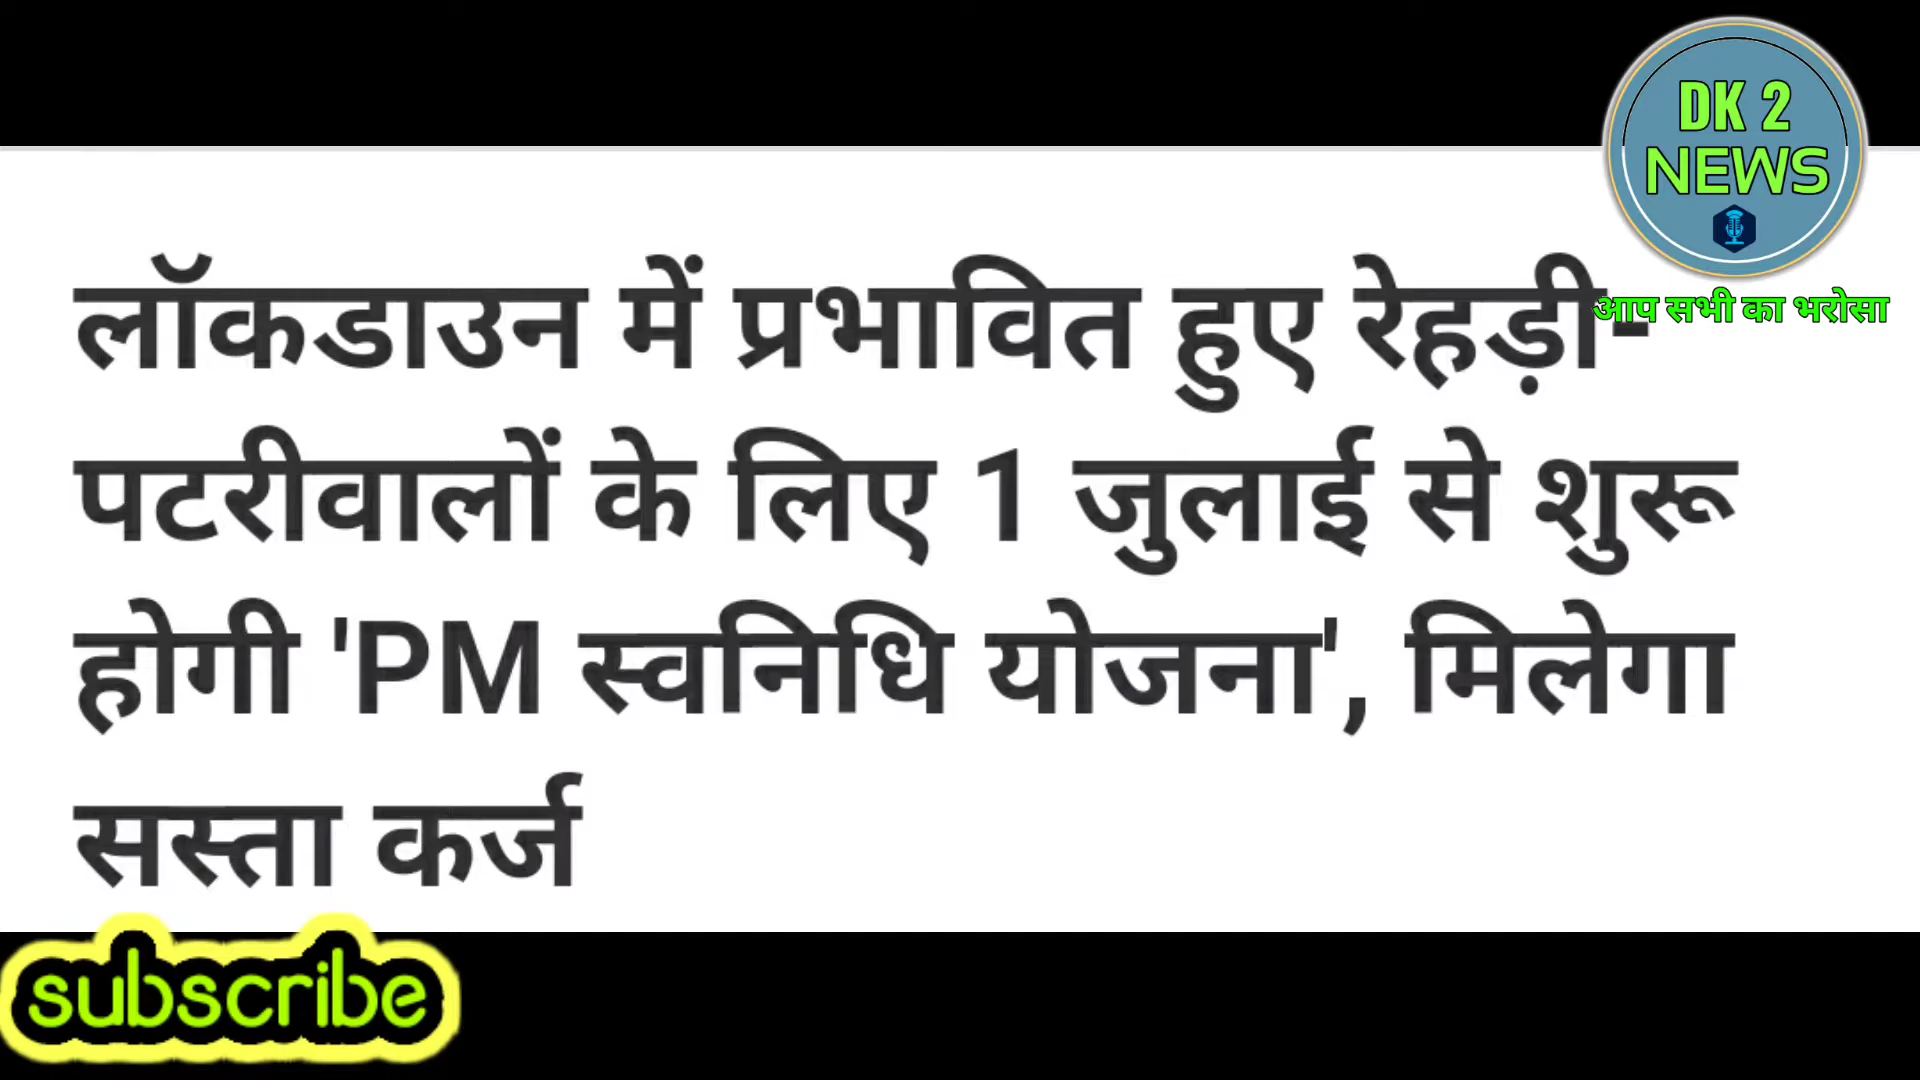 DK 2
NEWS
आप सभी का भरोसा
लॉकडाउन में प्रभावित हुए रेहड़ी-
पटरीवालों के लिए 1 जुलाई से शुरू
होगी 'PM स्वनिधि योजना', मिलेगा
सस्ता कर्ज
subscribe